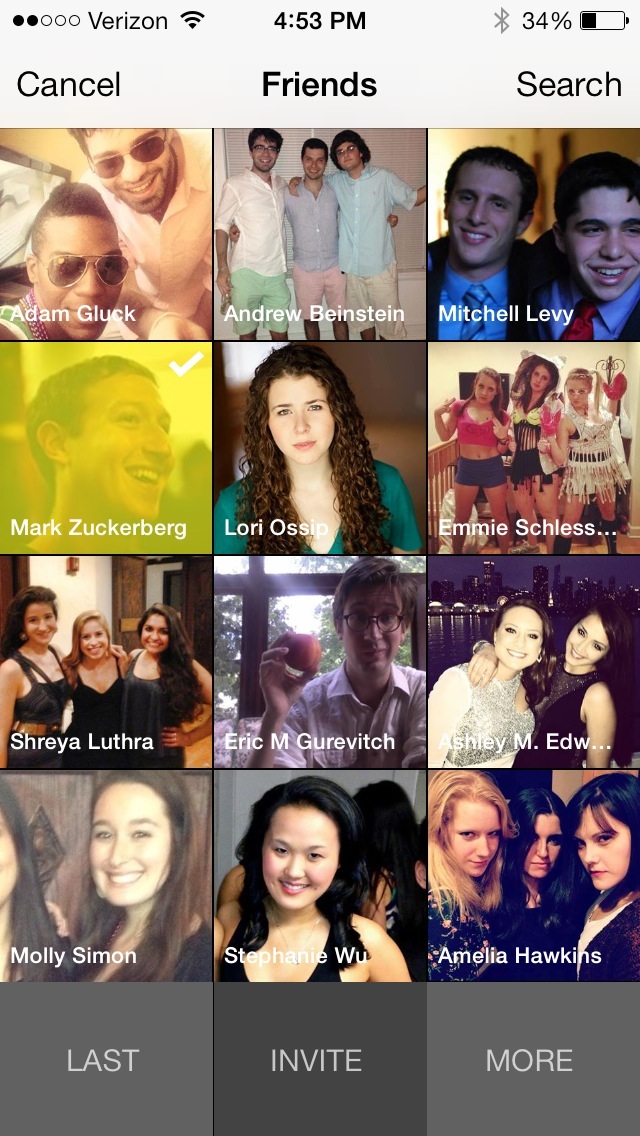 Verizon 4:53 PM 34%
Cancel Friends Search
Adam Gluck Andrew Beinstein Mitchell Levy
Mark Zuckerberg Lori Ossip Emmie Schless...
Shreya Luthra Eric M Gurevitch Ashley M. Edw...
Molly Simon Stephanie Wu Amelia Hawkins
LAST INVITE MORE